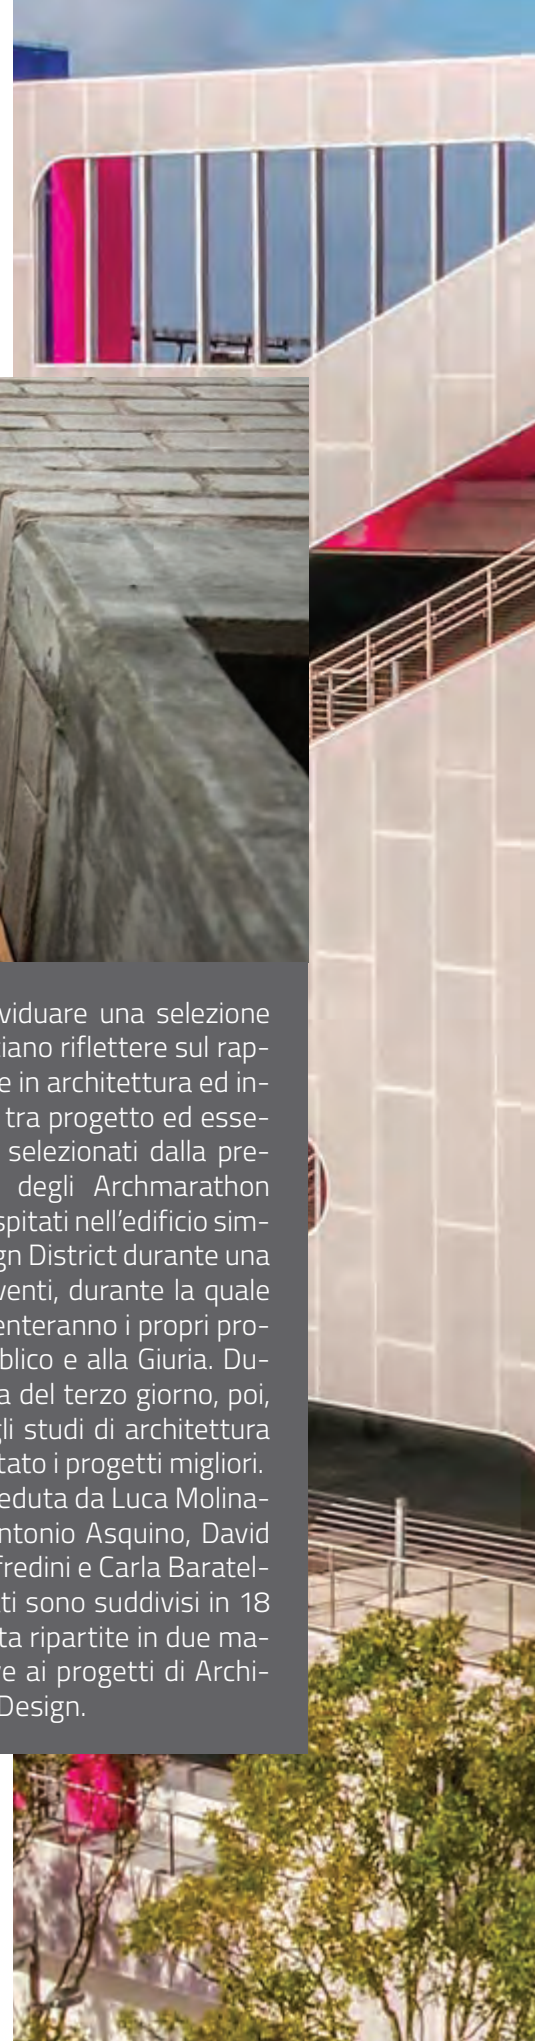 viduare una selezione
iano riflettere sul rap-
e in architettura ed in-
tra progetto ed esse-
selezionati dalla pre-
degli Archmarathon
spitati nell’edificio sim-
gn District durante una
venti, durante la quale
enteranno i propri pro-
blico e alla Giuria. Du-
a del terzo giorno, poi,
gli studi di architettura
tato i progetti migliori.
eduta da Luca Molina-
ntonio Asquino, David
fredini e Carla Baratel-
ti sono suddivisi in 18
ta ripartite in due ma-
e ai progetti di Archi-
Design.